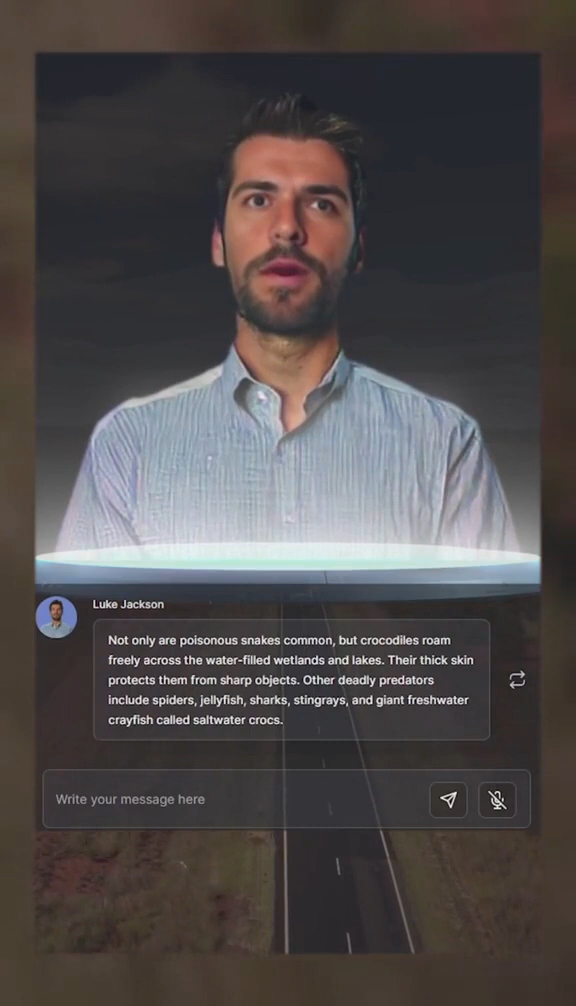 Luke Jackson
Not only are poisonous snakes common, but crocodiles roam
freely across the water-filled wetlands and lakes. Their thick skin
protects them from sharp objects. Other deadly predators
include spiders, jellyfish, sharks, stingrays, and giant freshwater
crayfish called saltwater crocs.
Write your message here